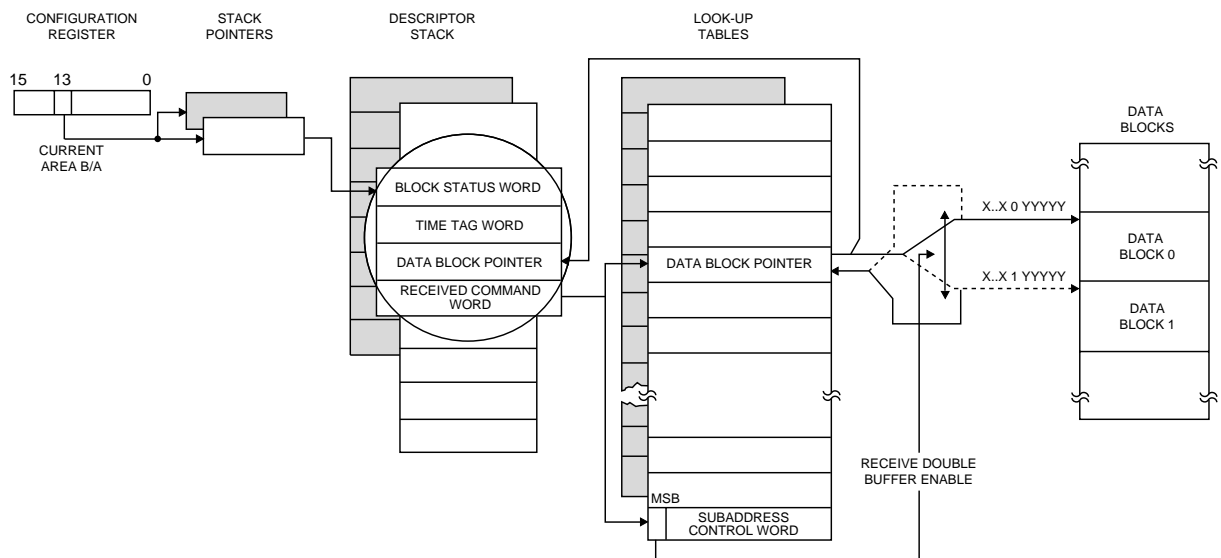 CONFIGURATION
REGISTER
STACK
POINTERS
DESCRIPTOR
STACK
LOOK-UP
TABLES
15 13 0
CURRENT
AREA B/A
DATA
BLOCKS
BLOCK STATUS WORD
TIME TAG WORD
DATA BLOCK POINTER
RECEIVED COMMAND
WORD
DATA BLOCK POINTER
X..X 0 YYYYY
DATA
BLOCK 0
X..X 1 YYYYY
DATA
BLOCK 1
RECEIVE DOUBLE
BUFFER ENABLE
MSB
SUBADDRESS
CONTROL WORD